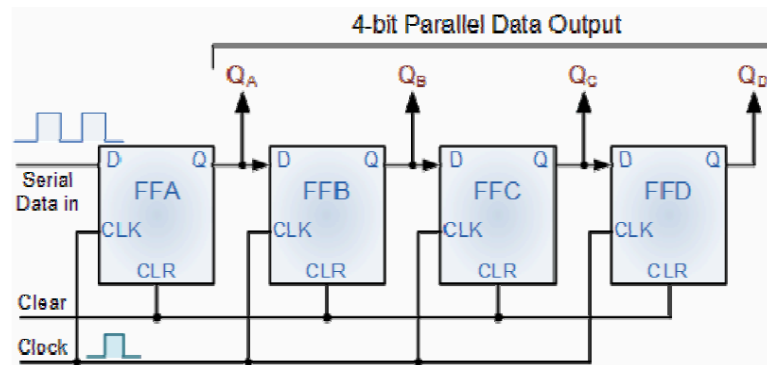 4-bit Parallel Data Output
QA QB QC QD
D Q D Q D Q D Q
Serial
Data in
FFA FFB FFC FFD
CLK CLK CLK CLK
CLR CLR CLR CLR
Clear
Clock